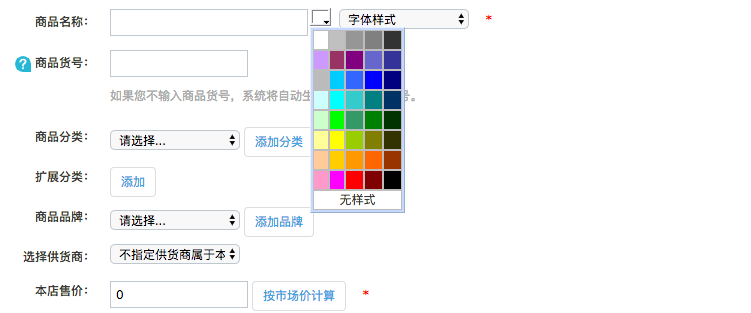 商品名称： 字体样式 *
? 商品货号：
如果您不输入商品货号，系统将自动生 号。
商品分类： 请选择... 添加分类
扩展分类： 添加
商品品牌： 请选择... 添加品牌
无样式
选择供货商： 不指定供货商属于本
本店售价： 0 按市场价计算 *